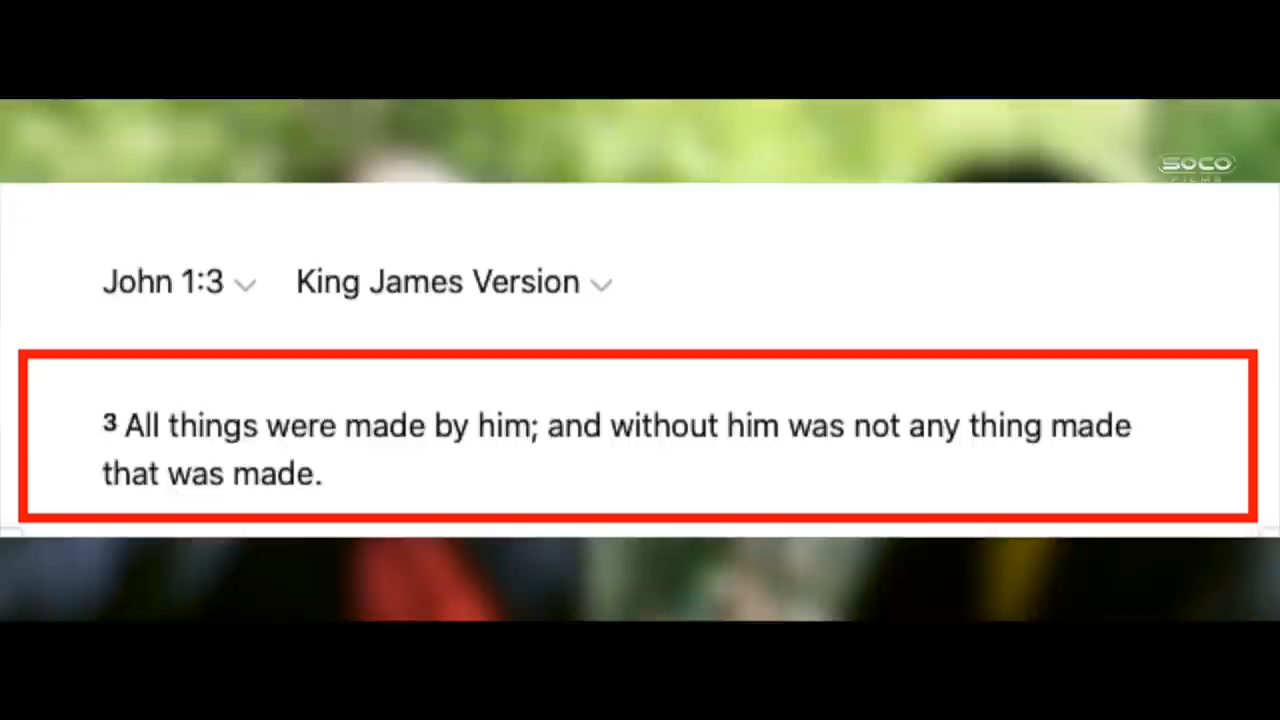 SOCO
FILMS
John 1:3 King James Version
3 All things were made by him; and without him was not any thing made
that was made.